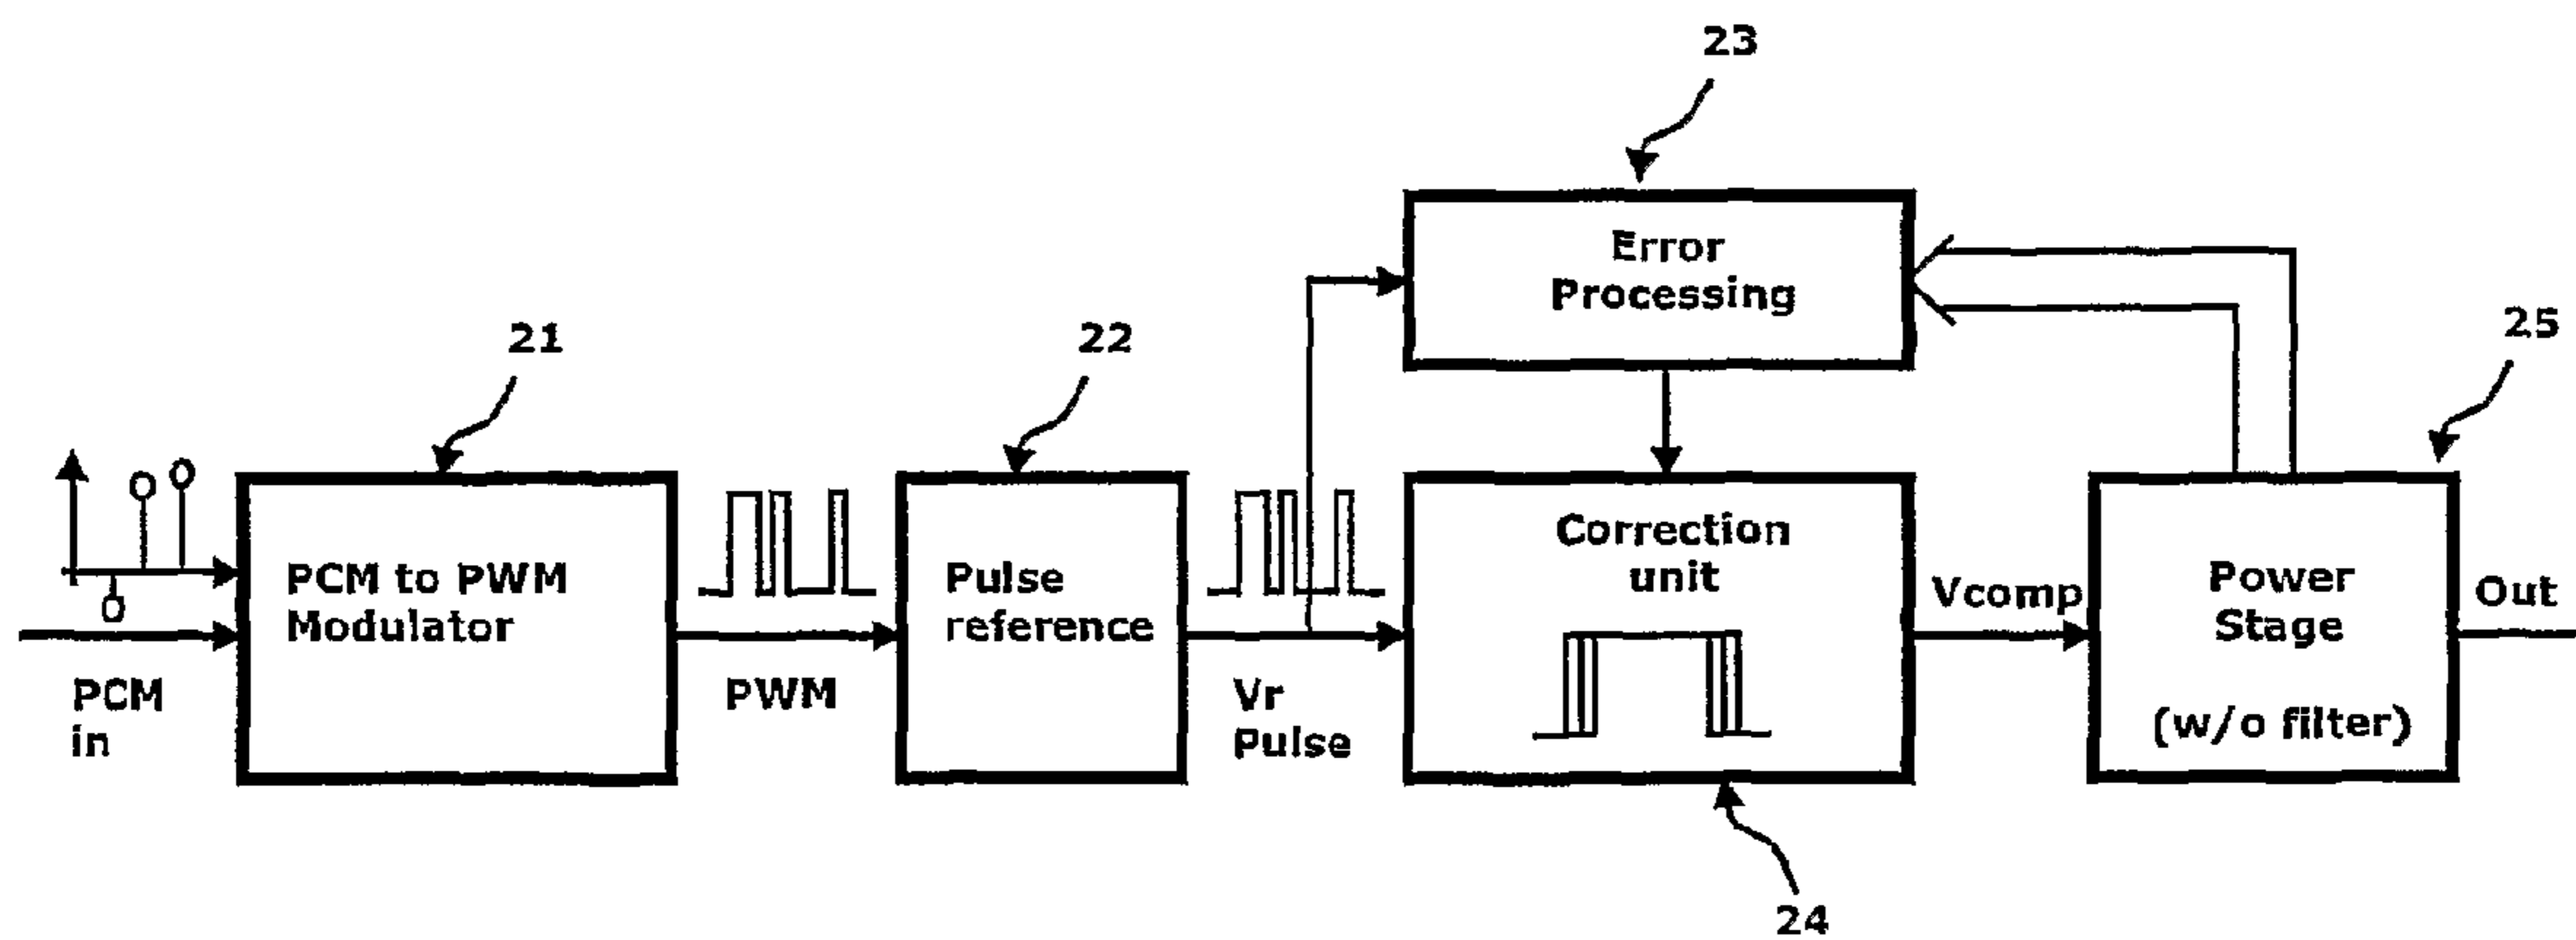 23
Error
Processing
21
22
25
PCM to PWM
Modulator
Pulse
reference
Correction
unit
Vcomp
Power
Stage
(w/o filter)
Out
PCM
in
PWM
Vr
Pulse
24